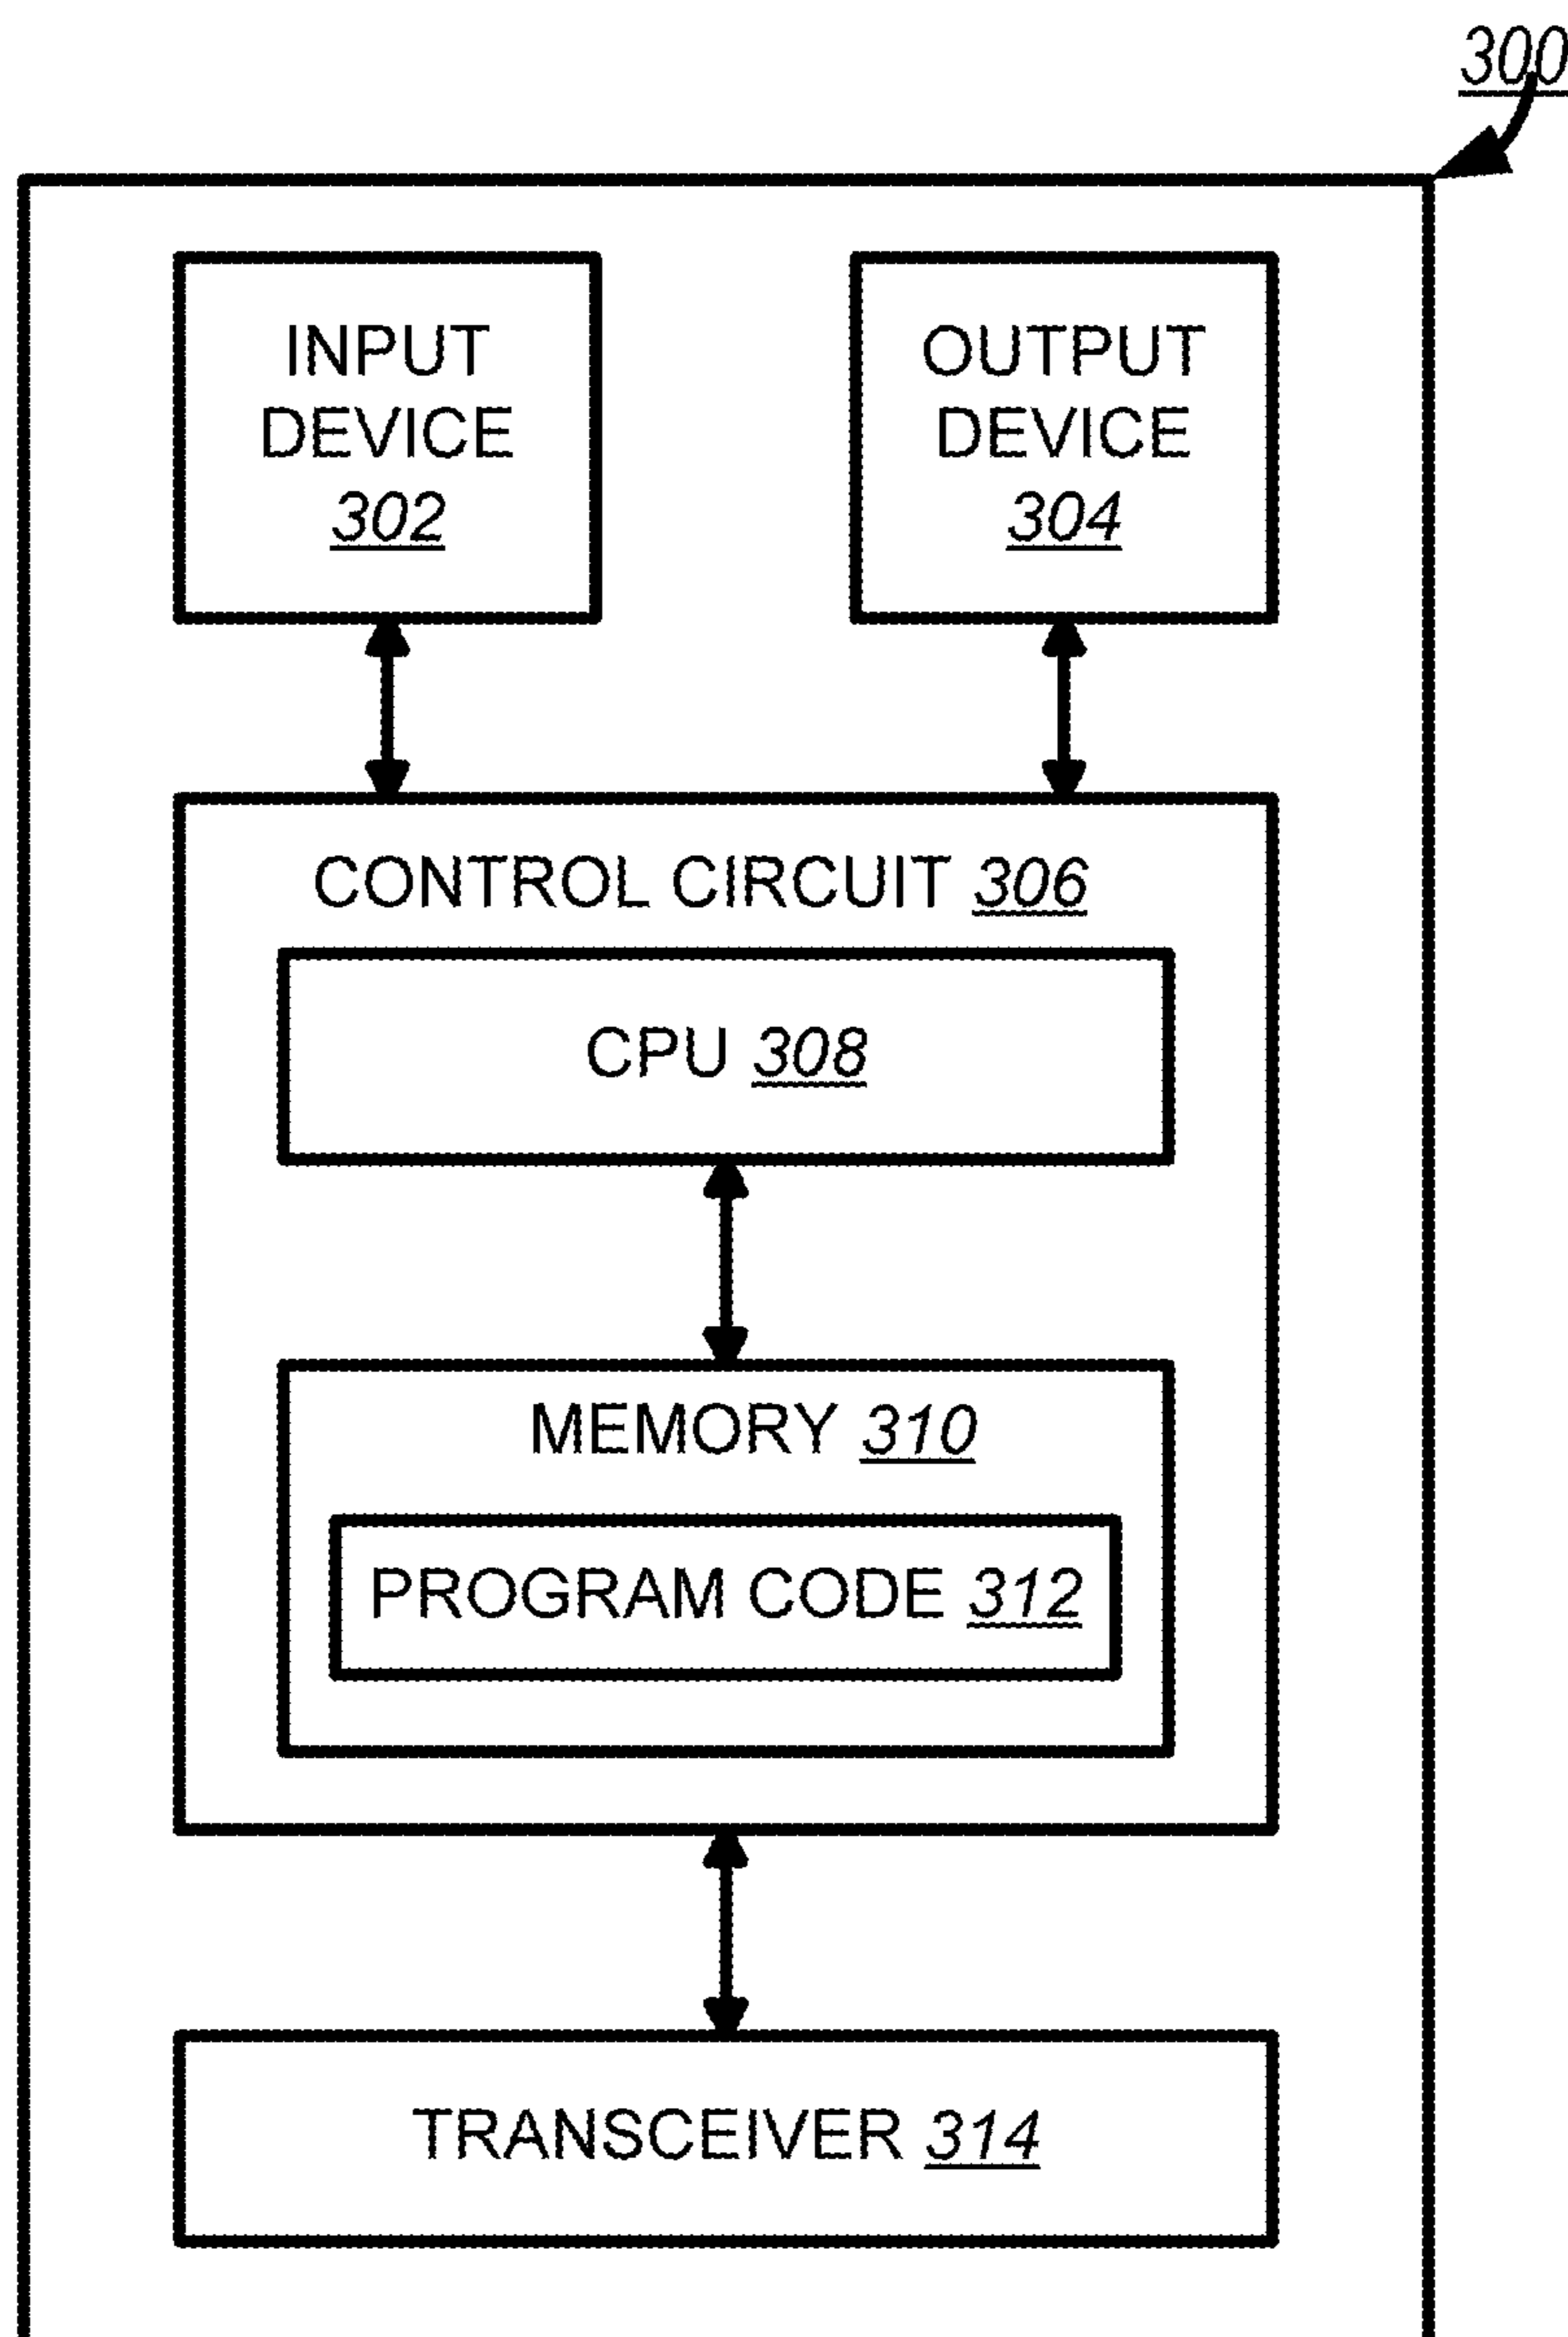 300
INPUT
DEVICE
302
OUTPUT
DEVICE
304
CONTROL CIRCUIT 306
CPU 308
MEMORY 310
PROGRAM CODE 312
TRANSCEIVER 314